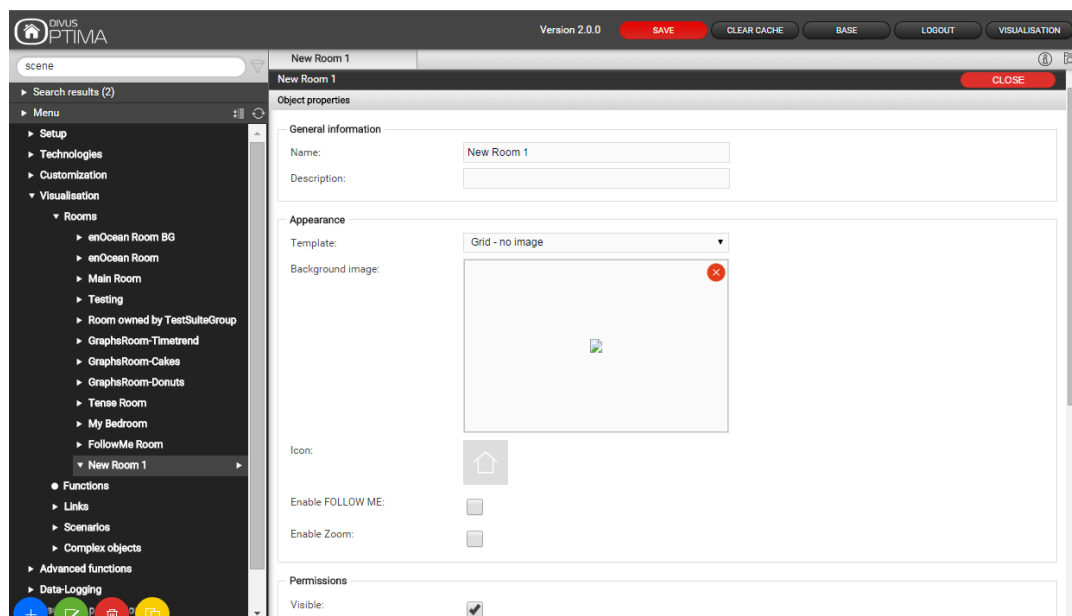 DIVUS
OPTIMA
Version 2.0.0
SAVE
CLEAR CACHE
BASE
LOGOUT
VISUALISATION
scene
Search results (2)
Menu
Setup
Technologies
Customization
Visualisation
Rooms
enOcean Room BG
enOcean Room
Main Room
Testing
Room owned by TestSuiteGroup
GraphsRoom-Timetrend
GraphsRoom-Cakes
GraphsRoom-Donuts
Tense Room
My Bedroom
FollowMe Room
New Room 1
Functions
Links
Scenarios
Complex objects
Advanced functions
Data-Logging
New Room 1
New Room 1
CLOSE
Object properties
General information
Name: New Room 1
Description:
Appearance
Template: Grid - no image
Background image:
Icon:
Enable FOLLOW ME:
Enable Zoom:
Permissions
Visible: